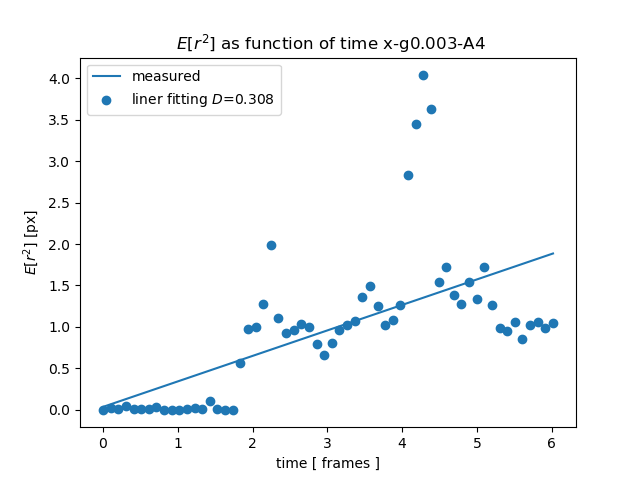 E[r²] as function of time x-g0.003-A4
measured
liner fitting D=0.308
4.0
3.5
3.0
2.5
2.0
1.5
1.0
0.5
0.0
E[r²] [px]
0 1 2 3 4 5 6
time [ frames ]